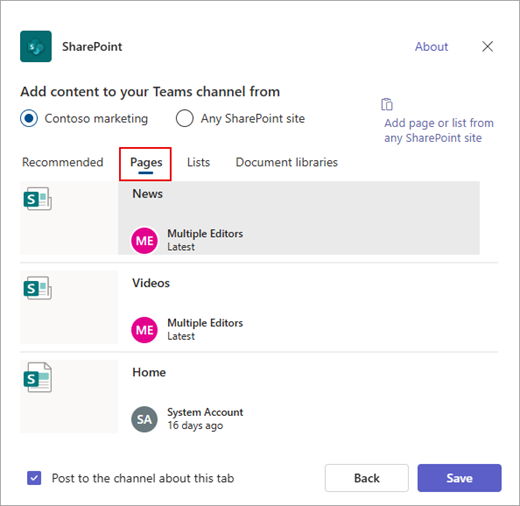 SharePoint
About
Add content to your Teams channel from
Contoso marketing
Any SharePoint site
Add page or list from
any SharePoint site
Recommended
Pages
Lists
Document libraries
S
News
ME
Multiple Editors
Latest
S
Videos
ME
Multiple Editors
Latest
S
Home
SA
System Account
16 days ago
Post to the channel about this tab
Back
Save